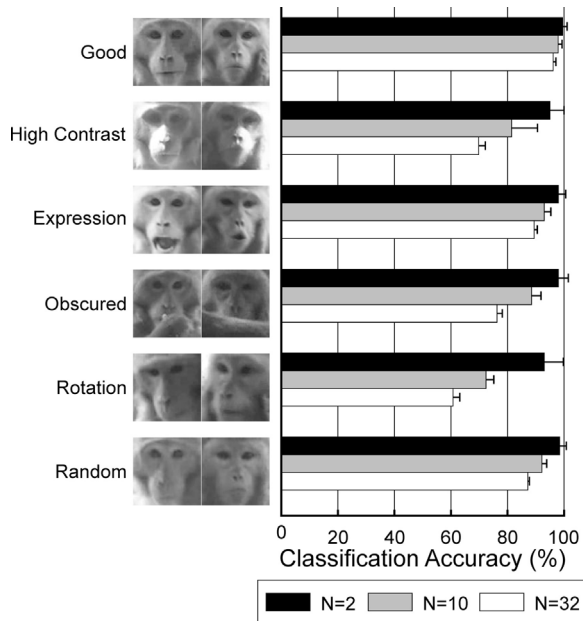 Good
High Contrast
Expression
Obscured
Rotation
Random
0 20 40 60 80 100
Classification Accuracy (%)
N=2 N=10 N=32